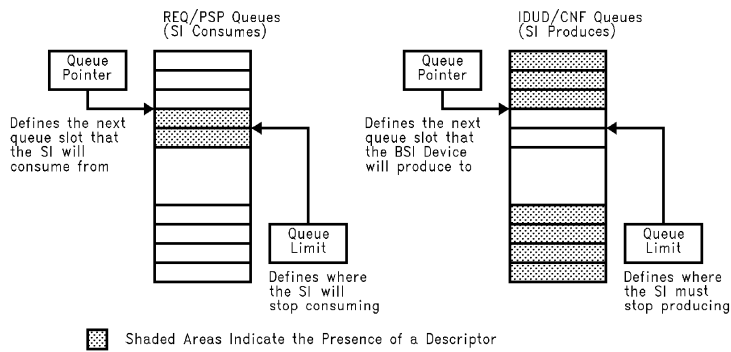 REQ/PSP Queues
(SI Consumes)
IDUD/CNF Queues
(SI Produces)
Queue
Pointer
Defines the next
queue slot that
the SI will
consume from
Queue
Limit
Defines where
the SI will
stop consuming
Queue
Pointer
Defines the next
queue slot that
the BSI Device
will produce to
Queue
Limit
Defines where
the SI must
stop producing
Shaded Areas Indicate the Presence of a Descriptor